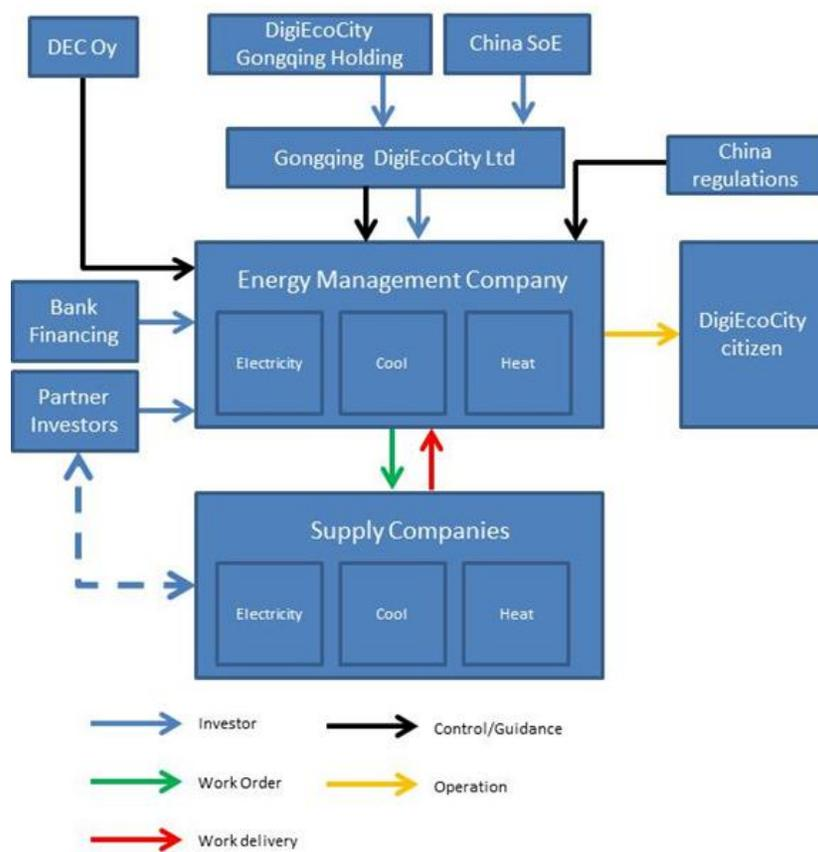 DEC Oy
DigiEcoCity
Gongqing Holding
China SoE
Gongqing DigiEcoCity Ltd
China
regulations
Energy Management Company
Electricity
Cool
Heat
Bank
Financing
Partner
Investors
DigiEcoCity
citizen
Supply Companies
Electricity
Cool
Heat
Investor
Control/Guidance
Work Order
Operation
Work delivery